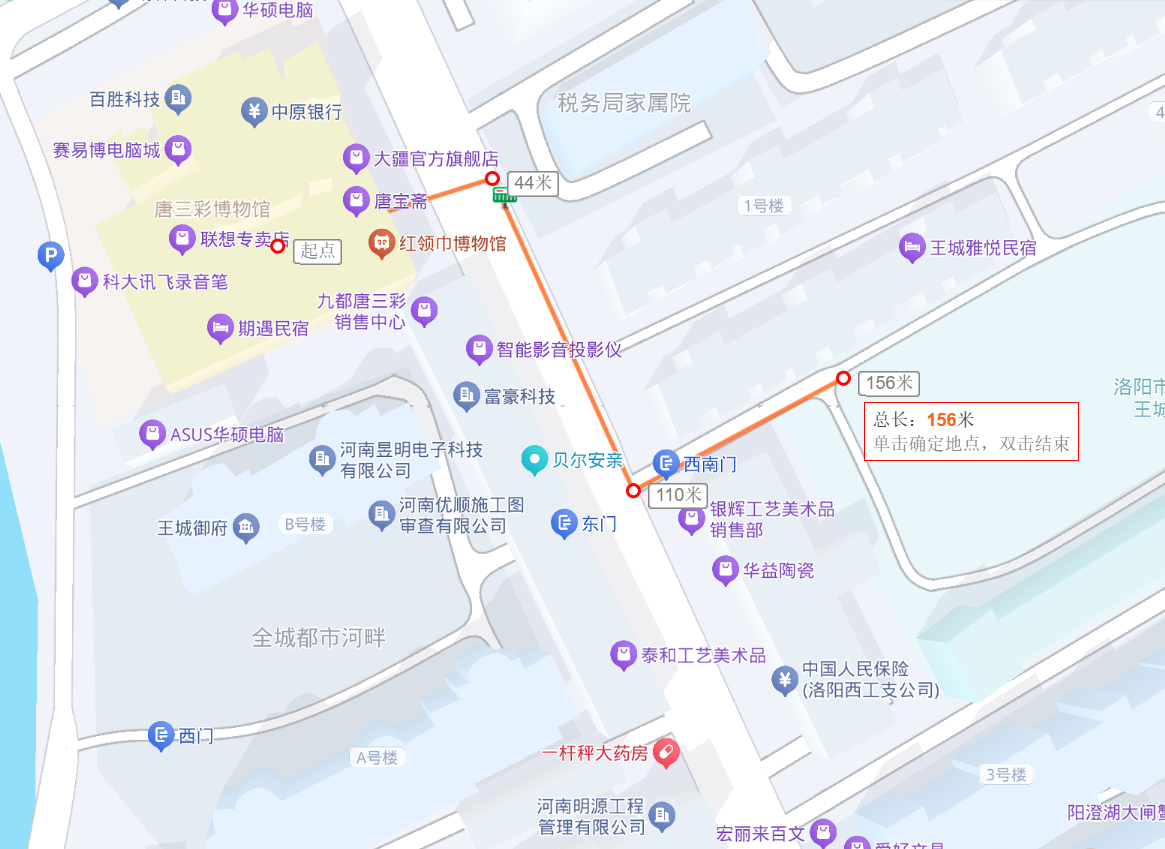 华硕电脑
百胜科技
中原银行
税务局家属院
赛易博电脑城
大疆官方旗舰店
44米
唐宝斋
唐三彩博物馆
1号楼
联想专卖店
起点
红领巾博物馆
王城雅悦民宿
P
科大讯飞录音笔
九都唐三彩
销售中心
期遇民宿
智能影音投影仪
156米
富豪科技
洛阳市
王城
总长：156米
单击确定地点，双击结束
ASUS华硕电脑
河南昱明电子科技
有限公司
贝尔安亲
西南门
110米
河南优顺施工图
审查有限公司
银辉工艺美术品
销售部
王城御府
B号楼
东门
华益陶瓷
全城都市河畔
泰和工艺美术品
中国人民保险
(洛阳西工支公司)
西门
A号楼
一杆秤大药房
3号楼
河南明源工程
管理有限公司
宏丽来百文
阳澄湖大闸蟹